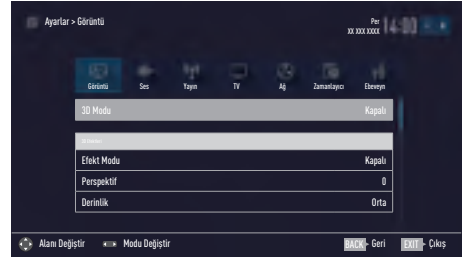 Ayarlar > Görüntü
Per
XX XXX XXXX
14:00
Görüntü Ses Yayın TV Ağ Zamanlayıcı Ebeveyn
3D Modu Kapalı
Efekt Modu Kapalı
Perspektif 0
Derinlik Orta
Alanı Değiştir Modu Değiştir BACK Geri EXIT Çıkış